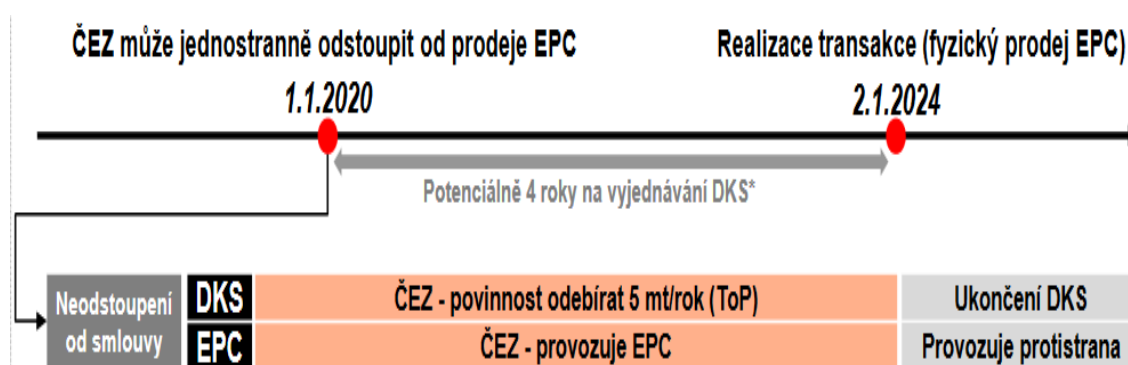 ČEZ může jednostranně odstoupit od prodeje EPC
Realizace transakce (fyzický prodej EPC)
1.1.2020
2.1.2024
Potenciálně 4 roky na vyjednávání DKS*
Neodstoupení
od smlouvy
DKS
ČEZ - povinnost odebírat 5 mt/rok (ToP)
Ukončení DKS
EPC
ČEZ - provozuje EPC
Provozuje protistrana